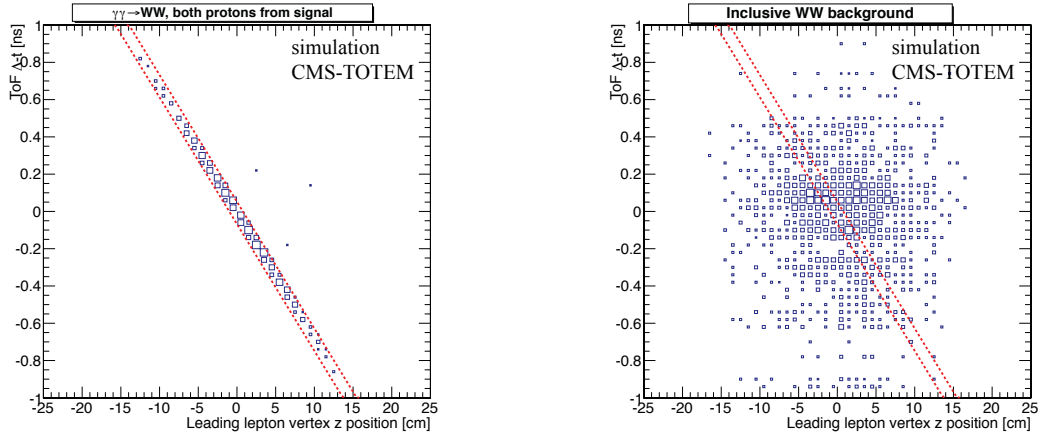 γγ→WW, both protons from signal
ToF Δ-t [ns]
simulation
CMS-TOTEM
1
0.8
0.6
0.4
0.2
0
-0.2
-0.4
-0.6
-0.8
-1
-25 -20 -15 -10 -5 0 5 10 15 20 25
Leading lepton vertex z position [cm]
Inclusive WW background
ToF Δ-t [ns]
simulation
CMS-TOTEM
1
0.8
0.6
0.4
0.2
0
-0.2
-0.4
-0.6
-0.8
-1
-25 -20 -15 -10 -5 0 5 10 15 20 25
Leading lepton vertex z position [cm]